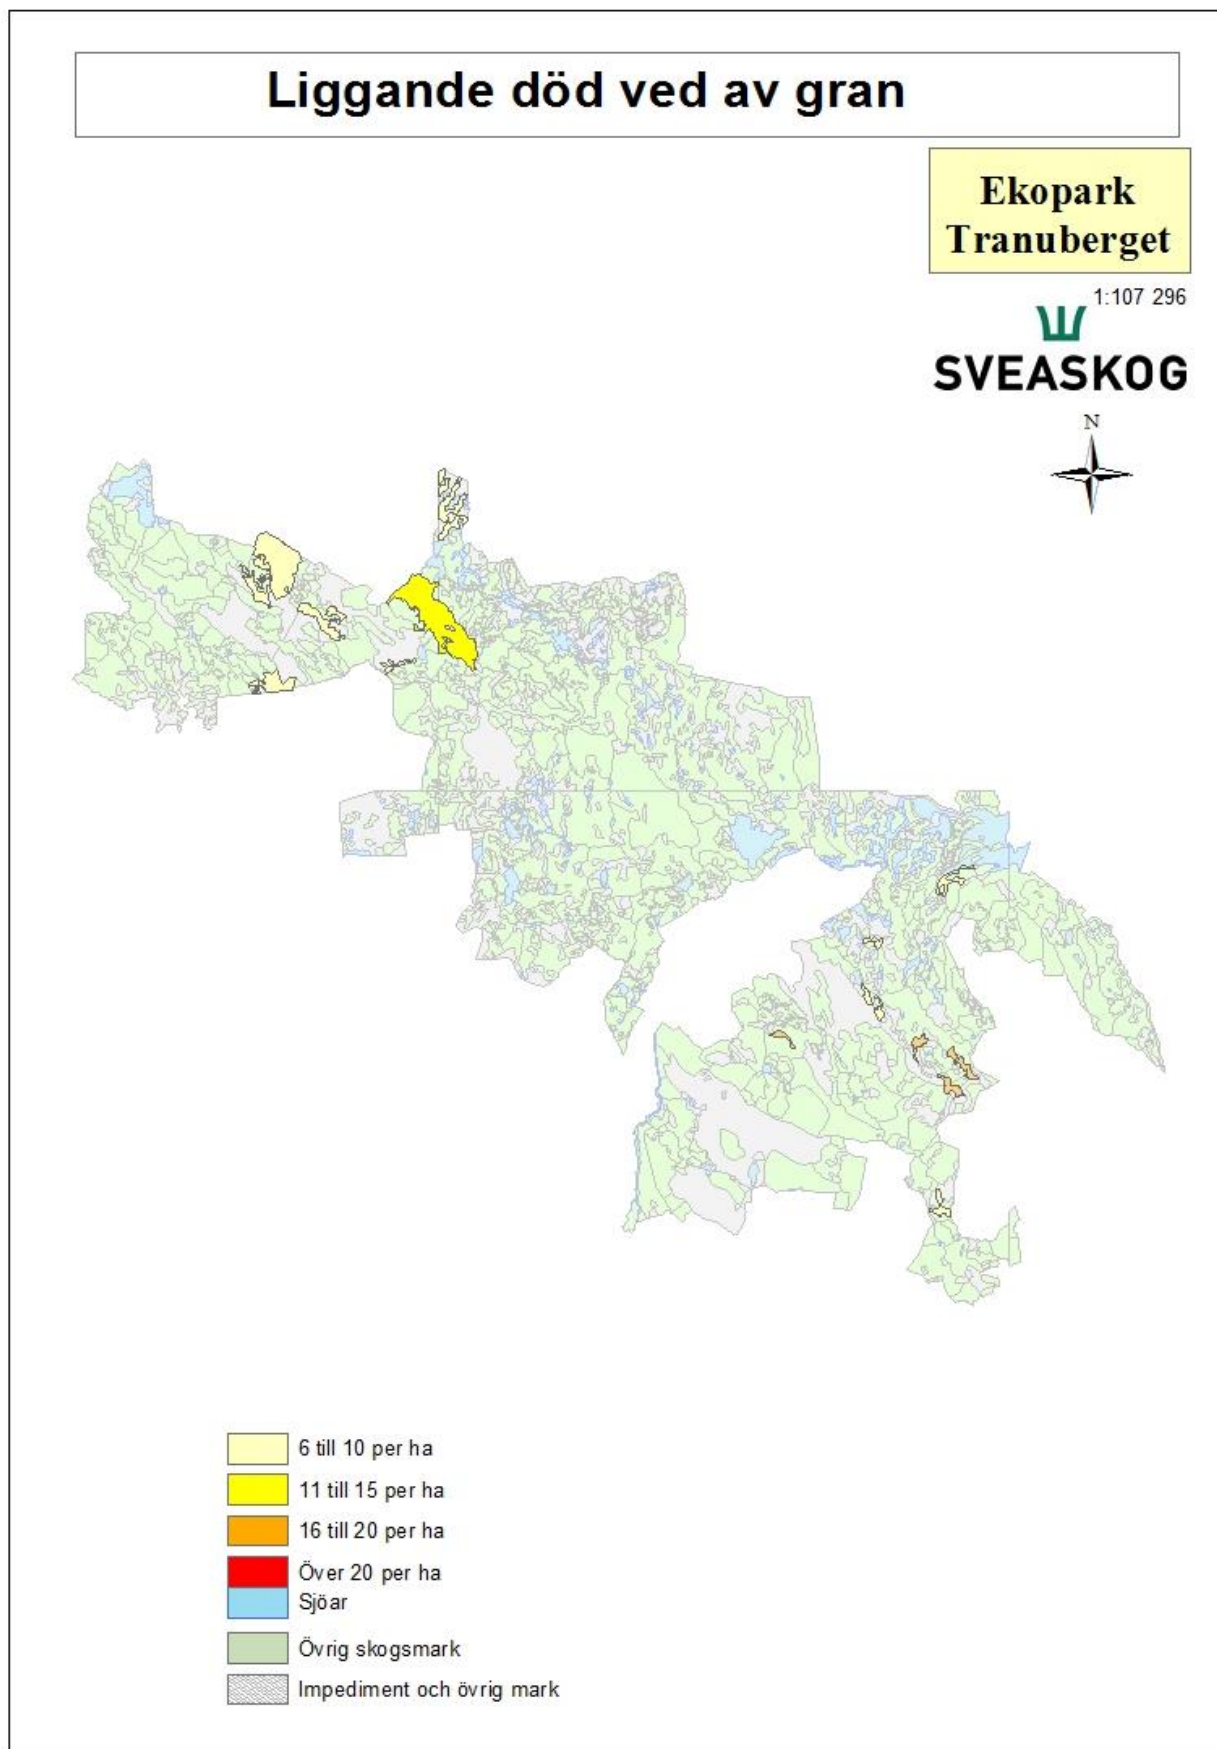 Liggande död ved av gran
Ekopark
Tranuberget
1:107 296
SVEASKOG
N
6 till 10 per ha
11 till 15 per ha
16 till 20 per ha
Över 20 per ha
Sjöar
Övrig skogsmark
Impediment och övrig mark